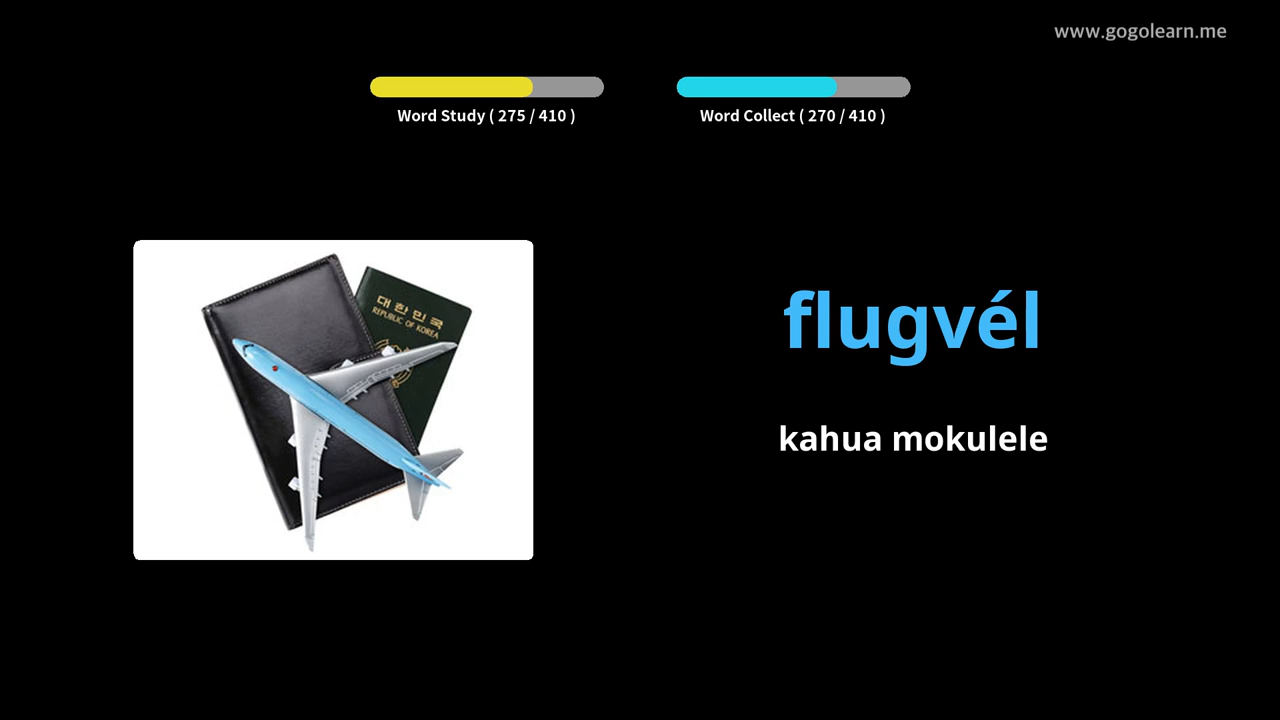 www.gogolearn.me
Word Study ( 275 / 410 )
Word Collect ( 270 / 410 )
대한민국
REPUBLIC OF KOREA
flugvél
kahua mokulele